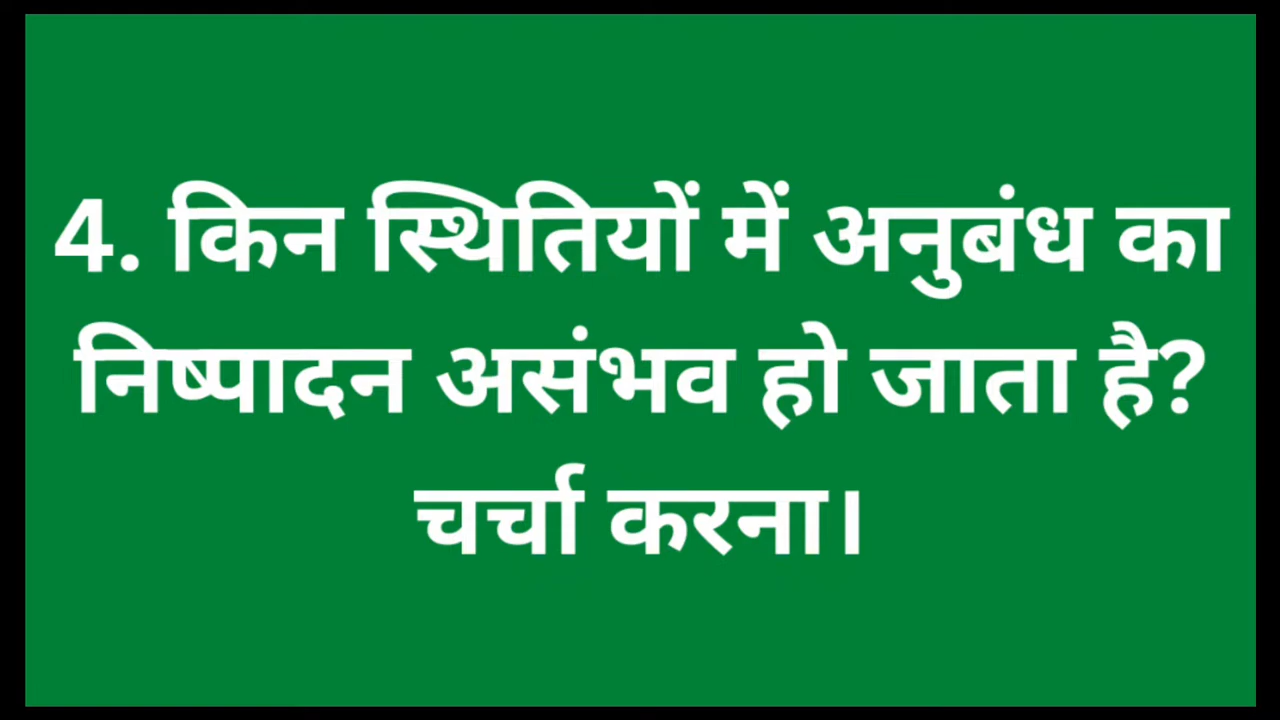 4. किन स्थितियों में अनुबंध का
निष्पादन असंभव हो जाता है?
चर्चा करना।